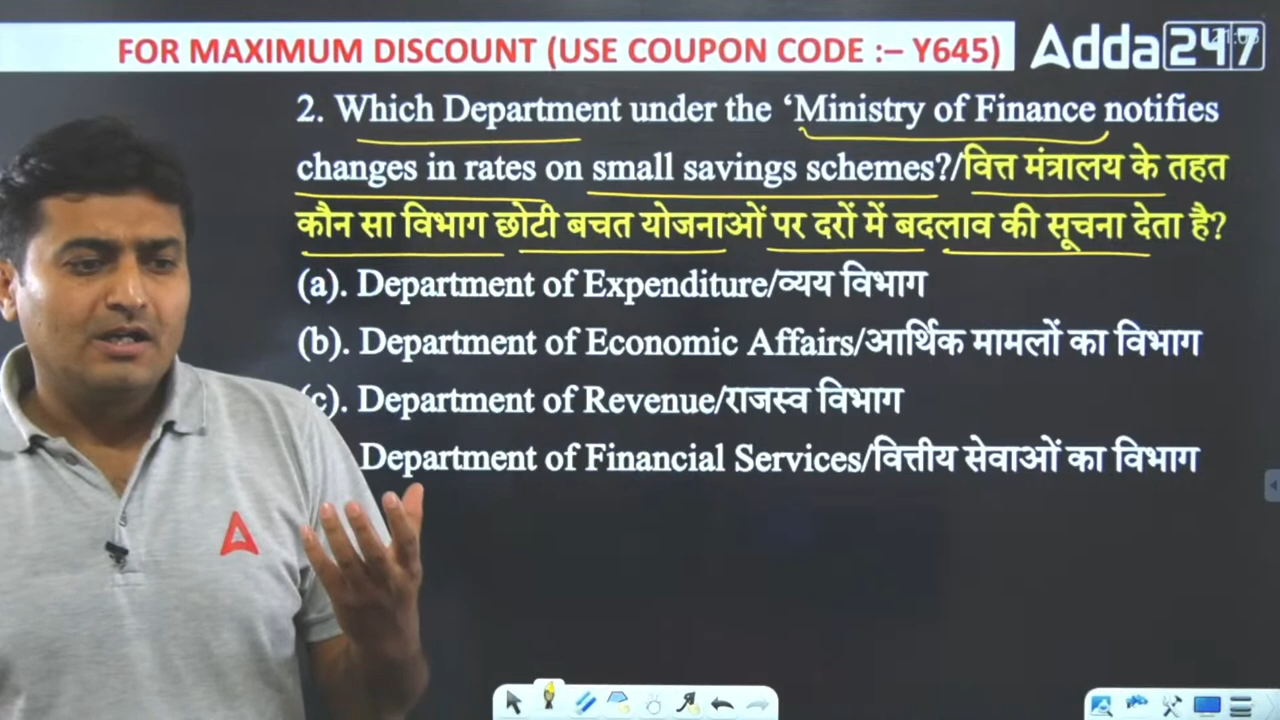 FOR MAXIMUM DISCOUNT (USE COUPON CODE :– Y645)
Adda247
2. Which Department under the ‘Ministry of Finance notifies
changes in rates on small savings schemes?/वित्त मंत्रालय के तहत
कौन सा विभाग छोटी बचत योजनाओं पर दरों में बदलाव की सूचना देता है?
(a). Department of Expenditure/व्यय विभाग
(b). Department of Economic Affairs/आर्थिक मामलों का विभाग
(c). Department of Revenue/राजस्व विभाग
Department of Financial Services/वित्तीय सेवाओं का विभाग